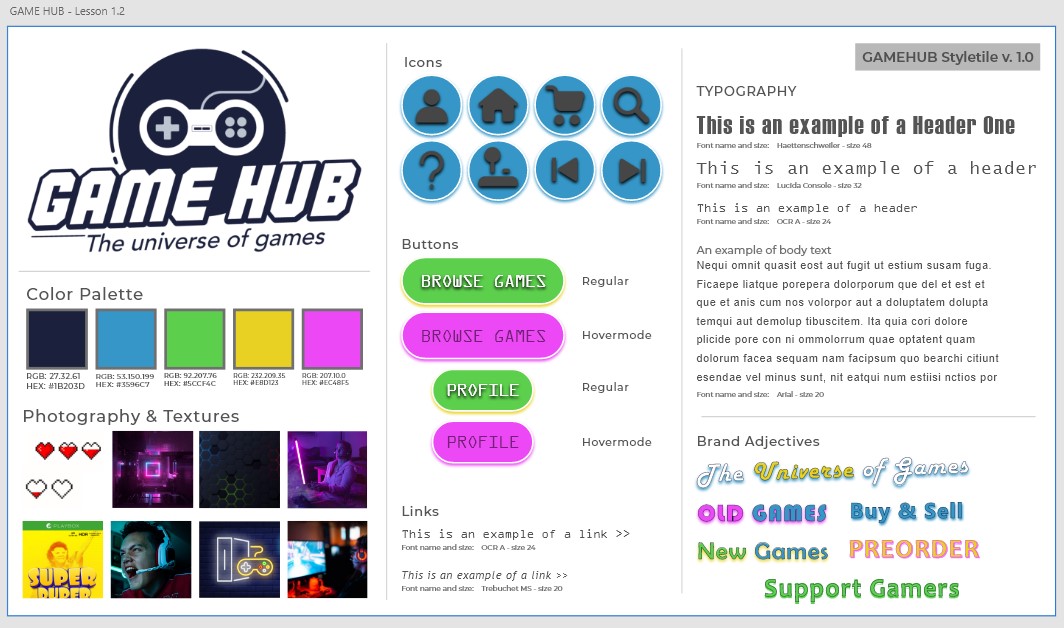 GAME HUB - Lesson 1.2
GAME HUB
The universe of games
Color Palette
RGB: 27.32.61
HEX: #1B203D
RGB: 53.150.199
HEX: #3596C7
RGB: 92.207.76
HEX: #5CCF4C
RGB: 232.209.35
HEX: #E8D123
RGB: 207.10.0
HEX: #EC48F5
Photography & Textures
SUPER
DUPER
Icons
Buttons
BROWSE GAMES
Regular
BROWSE GAMES
Hovermode
PROFILE
Regular
PROFILE
Hovermode
Links
This is an example of a link >>
Font name and size: OCR A - size 24
This is an example of a link >>
Font name and size: Trebuchet MS - size 20
GAMEHUB Styletile v. 1.0
TYPOGRAPHY
This is an example of a Header One
Font name and size: Haettenschweiler - size 48
This is an example of a header
Font name and size: Lucida Console - size 32
This is an example of a header
Font name and size: OCR A - size 24
An example of body text
Nequi omnit quasit eost aut fugit ut estium susam fuga.
Ficaepe liatque porepera dolorporum que del et est et
que et anis cum nos volorpor aut a doluptatem dolupta
temqui aut demolup tibuscitem. Ita quia cori dolore
plicide pore con ni ommolorrum quae optatent quam
dolorum facea sequam nam facipsum quo bearchi citiunt
esendae vel minus sunt, nit eatqui num estiisi nctios por
Font name and size: Arial - size 20
Brand Adjectives
The Universe of Games
OLD GAMES
Buy & Sell
New Games
PREORDER
Support Gamers